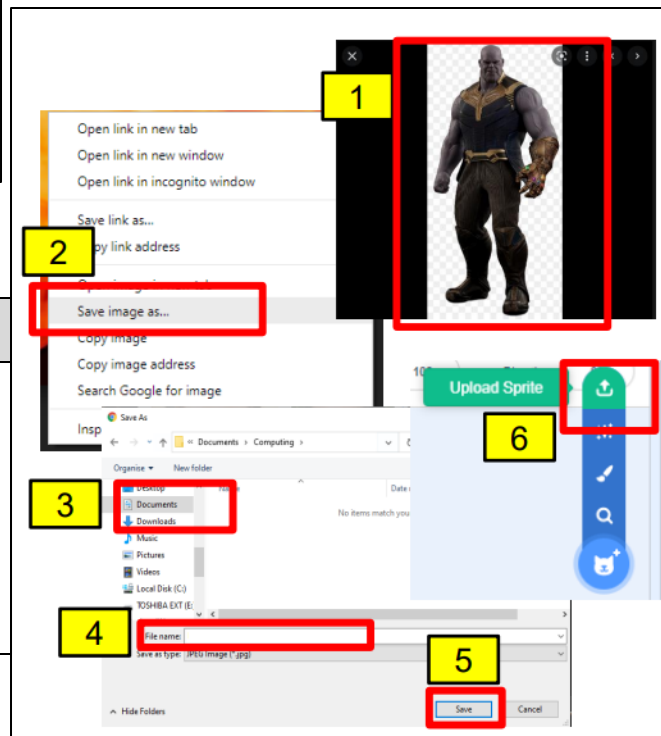 1
Open link in new tab
Open link in new window
Open link in incognito window
Save link as...
2
py link address
Save image as...
Copy image
Copy image address
Search Google for image
Insp
Upload Sprite
6
Save As
« Documents › Computing ›
Organise
New folder
3
Desktop
Documents
Downloads
Music
Pictures
Videos
Local Disk (C:)
TOSHIBA EXT (E:
No items match you
4
File name:
Save as type: JPEG Image (*.jpg)
5
Hide Folders
Save
Cancel